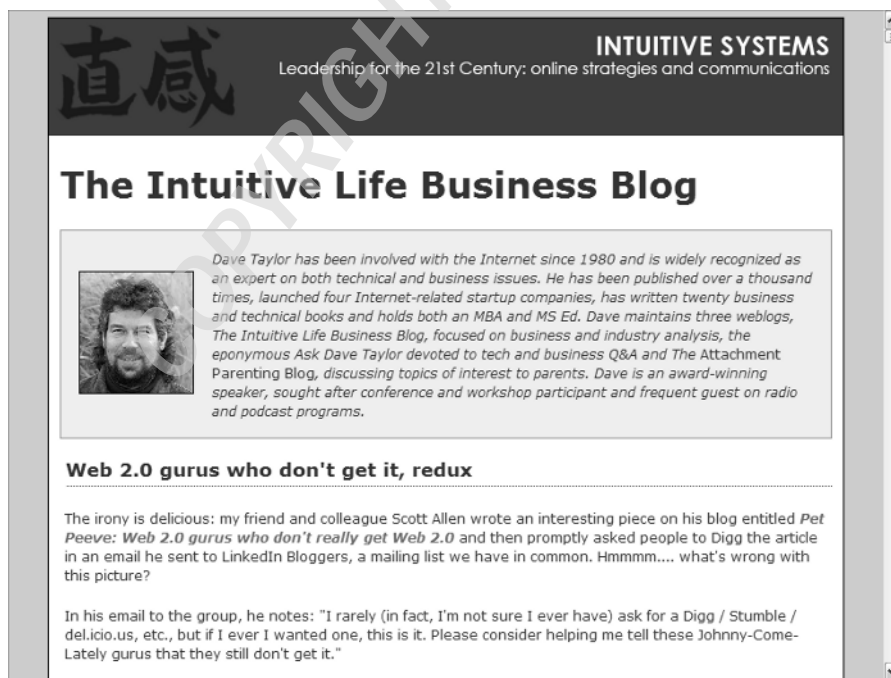 直感
INTUITIVE SYSTEMS
Leadership for the 21st Century: online strategies and communications
The Intuitive Life Business Blog
Dave Taylor has been involved with the Internet since 1980 and is widely recognized as
an expert on both technical and business issues. He has been published over a thousand
times, launched four Internet-related startup companies, has written twenty business
and technical books and holds both an MBA and MS Ed. Dave maintains three weblogs,
The Intuitive Life Business Blog, focused on business and industry analysis, the
eponymous Ask Dave Taylor devoted to tech and business Q&A and The Attachment
Parenting Blog, discussing topics of interest to parents. Dave is an award-winning
speaker, sought after conference and workshop participant and frequent guest on radio
and podcast programs.
Web 2.0 gurus who don't get it, redux
The irony is delicious: my friend and colleague Scott Allen wrote an interesting piece on his blog entitled Pet
Peeve: Web 2.0 gurus who don't really get Web 2.0 and then promptly asked people to Digg the article
in an email he sent to LinkedIn Bloggers, a mailing list we have in common. Hmmmm.... what's wrong with
this picture?
In his email to the group, he notes: "I rarely (in fact, I'm not sure I ever have) ask for a Digg / Stumble /
del.icio.us, etc., but if I ever I wanted one, this is it. Please consider helping me tell these Johnny-Come-
Lately gurus that they still don't get it."
COPYRIGH